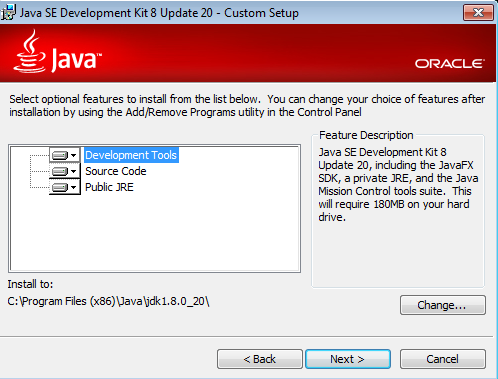 Java SE Development Kit 8 Update 20 - Custom Setup
Java™
ORACLE
Select optional features to install from the list below.  You can change your choice of features after
installation by using the Add/Remove Programs utility in the Control Panel
Development Tools
Source Code
Public JRE
Feature Description
Java SE Development Kit 8
Update 20, including the JavaFX
SDK, a private JRE, and the Java
Mission Control tools suite.  This
will require 180MB on your hard
drive.
Install to:
C:\Program Files (x86)\Java\jdk1.8.0_20\
Change...
< Back
Next >
Cancel